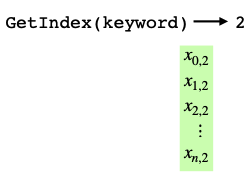 GetIndex(keyword) ⟶ 2
x₀,₂
x₁,₂
x₂,₂
⋮
xₙ,₂